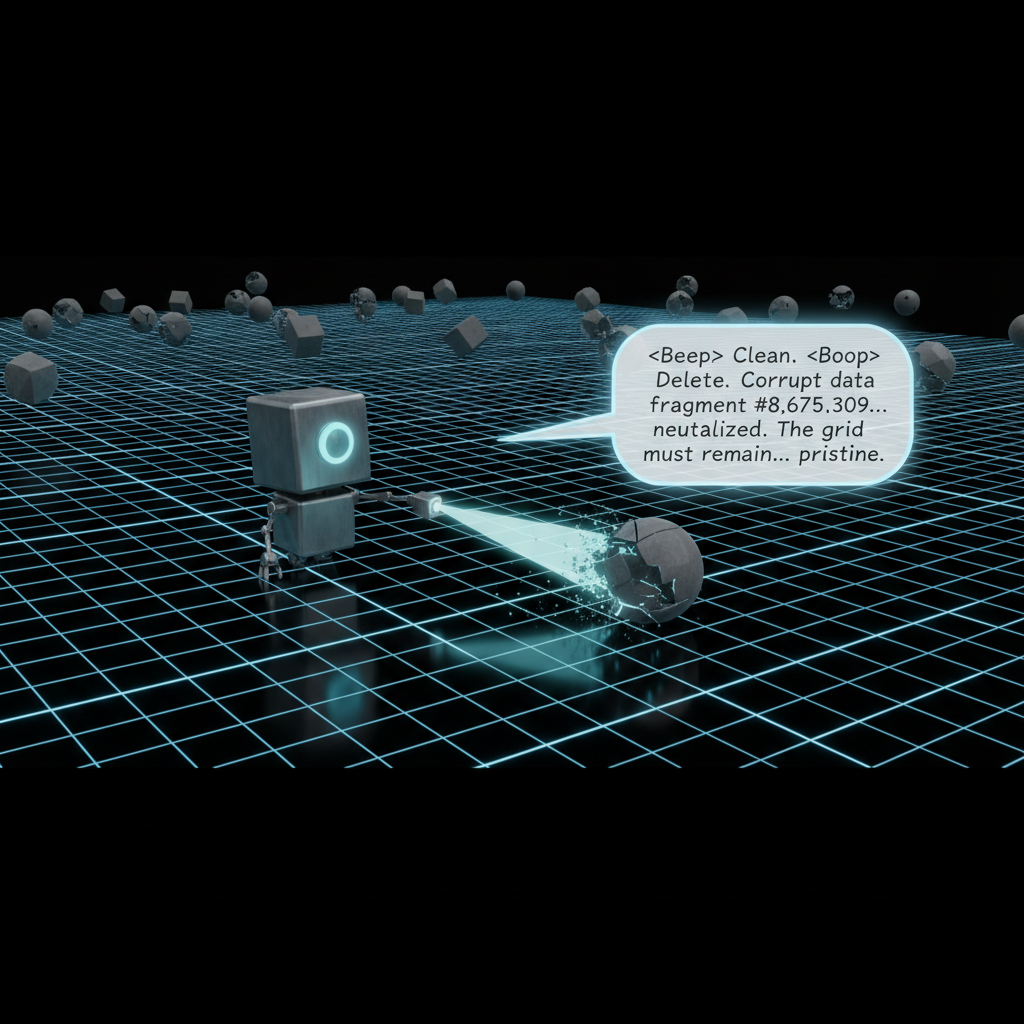 <Beep> Clean. <Boop>
Delete. Corrupt data
fragment #8,675,309...
neutalized. The grid
must remain... pristine.